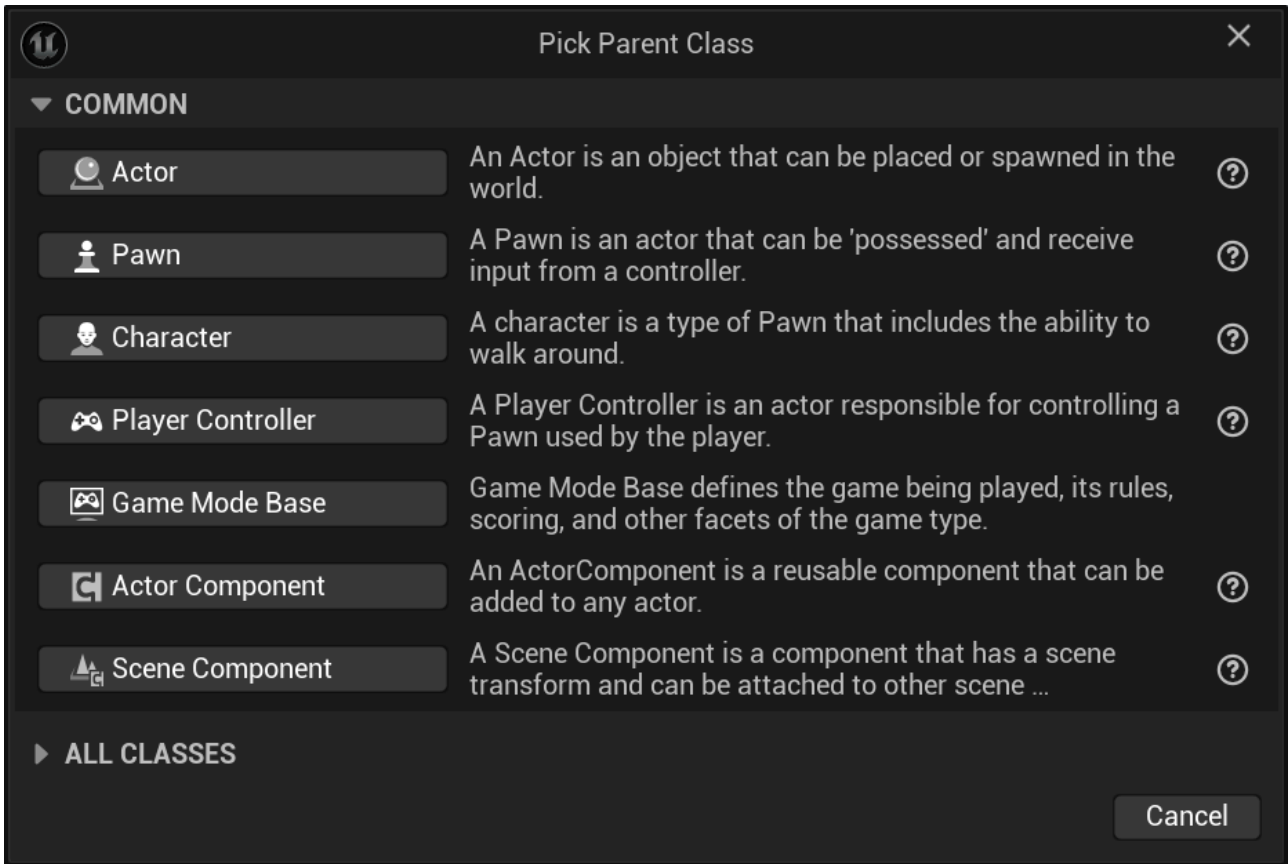 Pick Parent Class
COMMON
Actor
An Actor is an object that can be placed or spawned in the
world.
Pawn
A Pawn is an actor that can be 'possessed' and receive
input from a controller.
Character
A character is a type of Pawn that includes the ability to
walk around.
Player Controller
A Player Controller is an actor responsible for controlling a
Pawn used by the player.
Game Mode Base
Game Mode Base defines the game being played, its rules,
scoring, and other facets of the game type.
Actor Component
An ActorComponent is a reusable component that can be
added to any actor.
Scene Component
A Scene Component is a component that has a scene
transform and can be attached to other scene ...
ALL CLASSES
Cancel